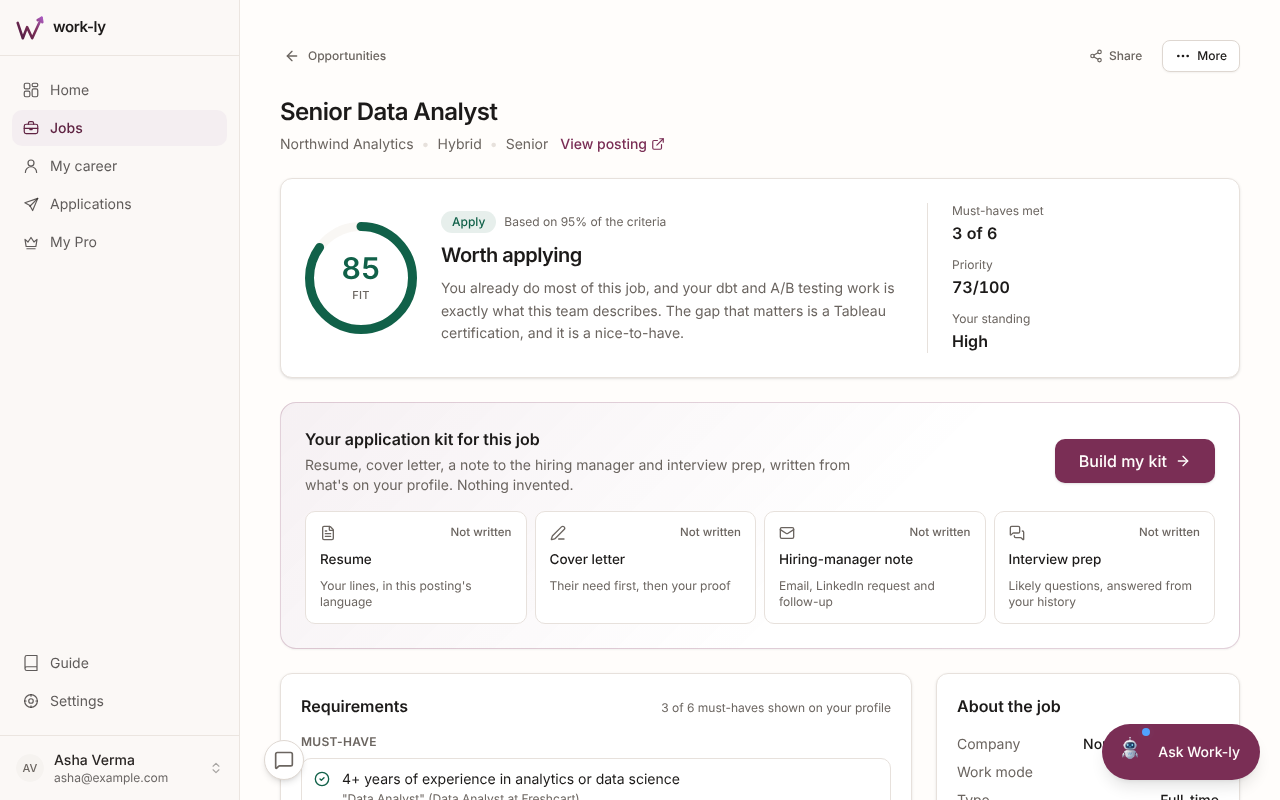 work-ly
Home
Jobs
My career
Applications
My Pro
Guide
Settings
AV
Asha Verma
asha@example.com
Opportunities
Share
More
Senior Data Analyst
Northwind Analytics • Hybrid • Senior View posting
85
FIT
Apply Based on 95% of the criteria
Worth applying
You already do most of this job, and your dbt and A/B testing work is
exactly what this team describes. The gap that matters is a Tableau
certification, and it is a nice-to-have.
Must-haves met
3 of 6
Priority
73/100
Your standing
High
Your application kit for this job
Resume, cover letter, a note to the hiring manager and interview prep, written from
what's on your profile. Nothing invented.
Build my kit
Not written
Resume
Your lines, in this posting's
language
Not written
Cover letter
Their need first, then your proof
Not written
Hiring-manager note
Email, LinkedIn request and
follow-up
Not written
Interview prep
Likely questions, answered from
your history
Requirements
3 of 6 must-haves shown on your profile
MUST-HAVE
4+ years of experience in analytics or data science
"Data Analyst" (Data Analyst at Freshcart)
About the job
Company
Work mode
Type Full-time
Ask Work-ly